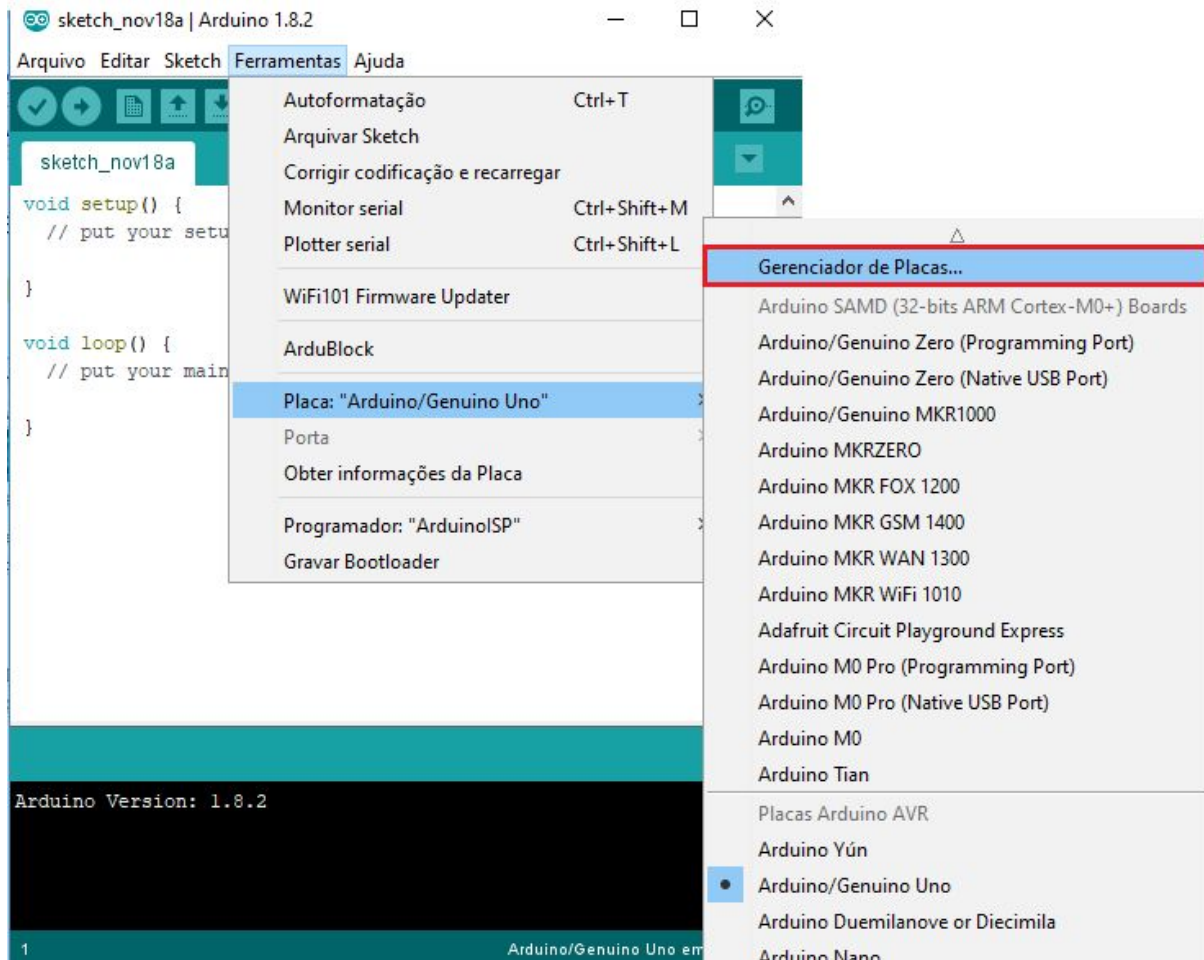 sketch_nov18a | Arduino 1.8.2
Arquivo Editar Sketch Ferramentas Ajuda
sketch_nov18a
void setup() {
// put your setu
}
void loop() {
// put your main
}
Autoformatação Ctrl+T
Arquivar Sketch
Corrigir codificação e recarregar
Monitor serial Ctrl+Shift+M
Plotter serial Ctrl+Shift+L
WiFi101 Firmware Updater
ArduBlock
Placa: "Arduino/Genuino Uno"
Porta
Obter informações da Placa
Programador: "ArduinoISP"
Gravar Bootloader
Gerenciador de Placas...
Arduino SAMD (32-bits ARM Cortex-M0+) Boards
Arduino/Genuino Zero (Programming Port)
Arduino/Genuino Zero (Native USB Port)
Arduino/Genuino MKR1000
Arduino MKRZERO
Arduino MKR FOX 1200
Arduino MKR GSM 1400
Arduino MKR WAN 1300
Arduino MKR WiFi 1010
Adafruit Circuit Playground Express
Arduino M0 Pro (Programming Port)
Arduino M0 Pro (Native USB Port)
Arduino M0
Arduino Tian
Placas Arduino AVR
Arduino Yún
Arduino/Genuino Uno
Arduino Duemilanove or Diecimila
Arduino Nano
Arduino Version: 1.8.2
1 Arduino/Genuino Uno em